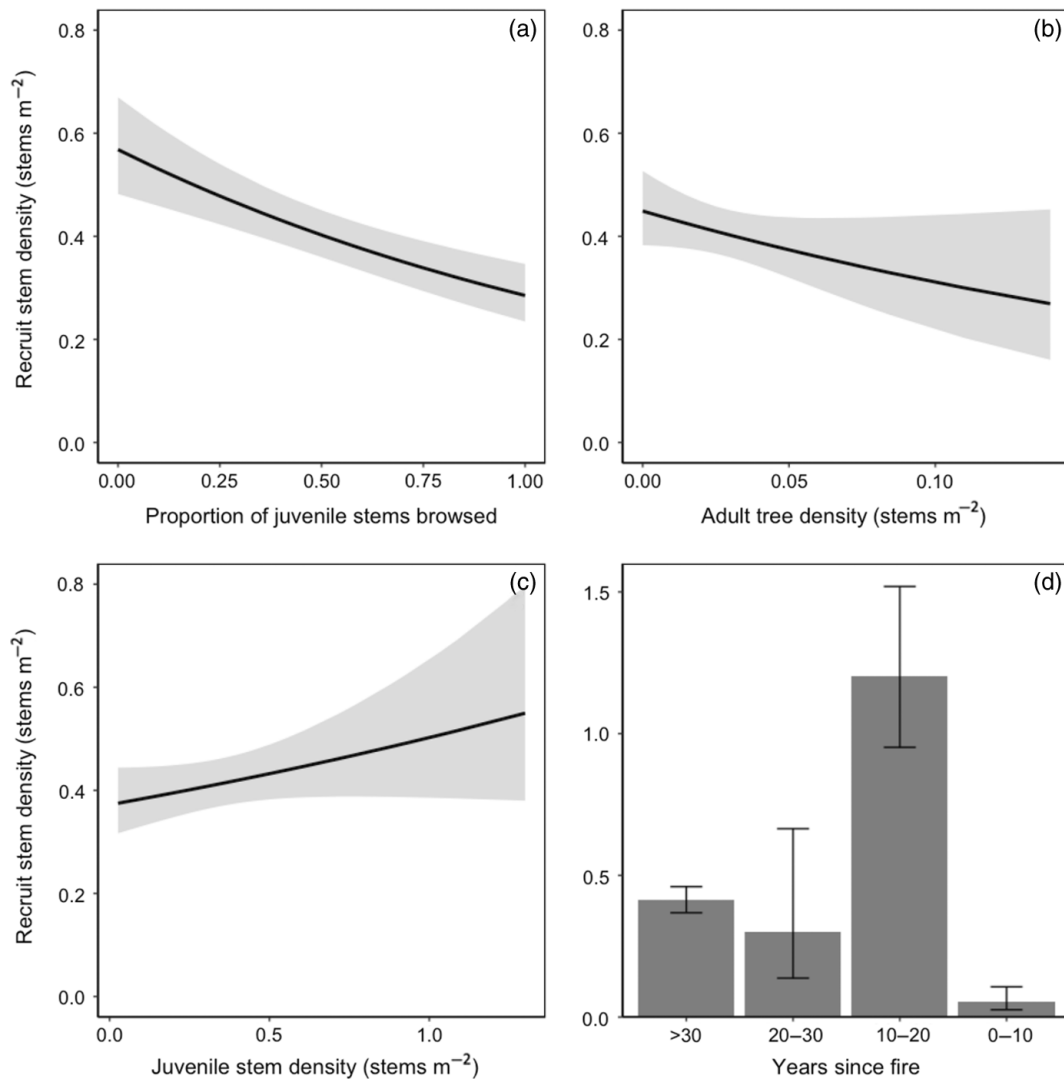 (a)
0.8
0.6
0.4
0.2
0.0
Recruit stem density (stems m⁻²)
0.00 0.25 0.50 0.75 1.00
Proportion of juvenile stems browsed
(b)
0.8
0.6
0.4
0.2
0.0
0.00 0.05 0.10
Adult tree density (stems m⁻²)
(c)
0.8
0.6
0.4
0.2
0.0
Recruit stem density (stems m⁻²)
0.0 0.5 1.0
Juvenile stem density (stems m⁻²)
(d)
1.5
1.0
0.5
0.0
>30 20–30 10–20 0–10
Years since fire